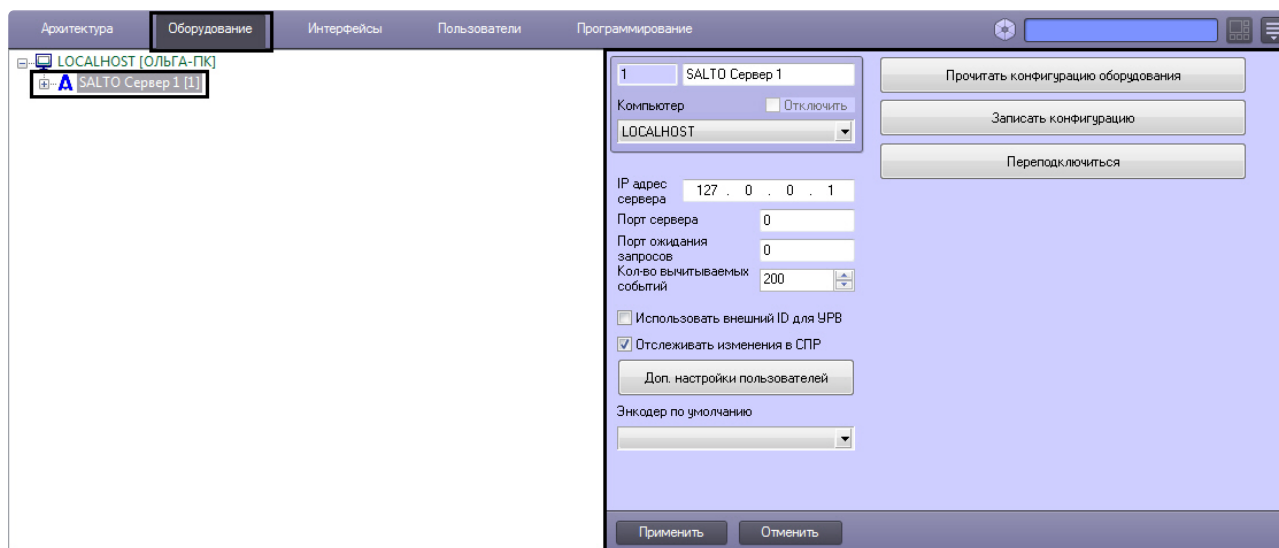 Архитектура Оборудование Интерфейсы Пользователи Программирование
LOCALHOST [ОЛЬГА-ПК]
SALTO Сервер 1 [1]
1 SALTO Сервер 1
Компьютер Отключить
LOCALHOST
IP адрес сервера 127 . 0 . 0 . 1
Порт сервера 0
Порт ожидания запросов 0
Кол-во вычитываемых событий 200
Использовать внешний ID для УРВ
Отслеживать изменения в СПР
Доп. настройки пользователей
Энкодер по умолчанию
Прочитать конфигурацию оборудования
Записать конфигурацию
Переподключиться
Применить Отменить